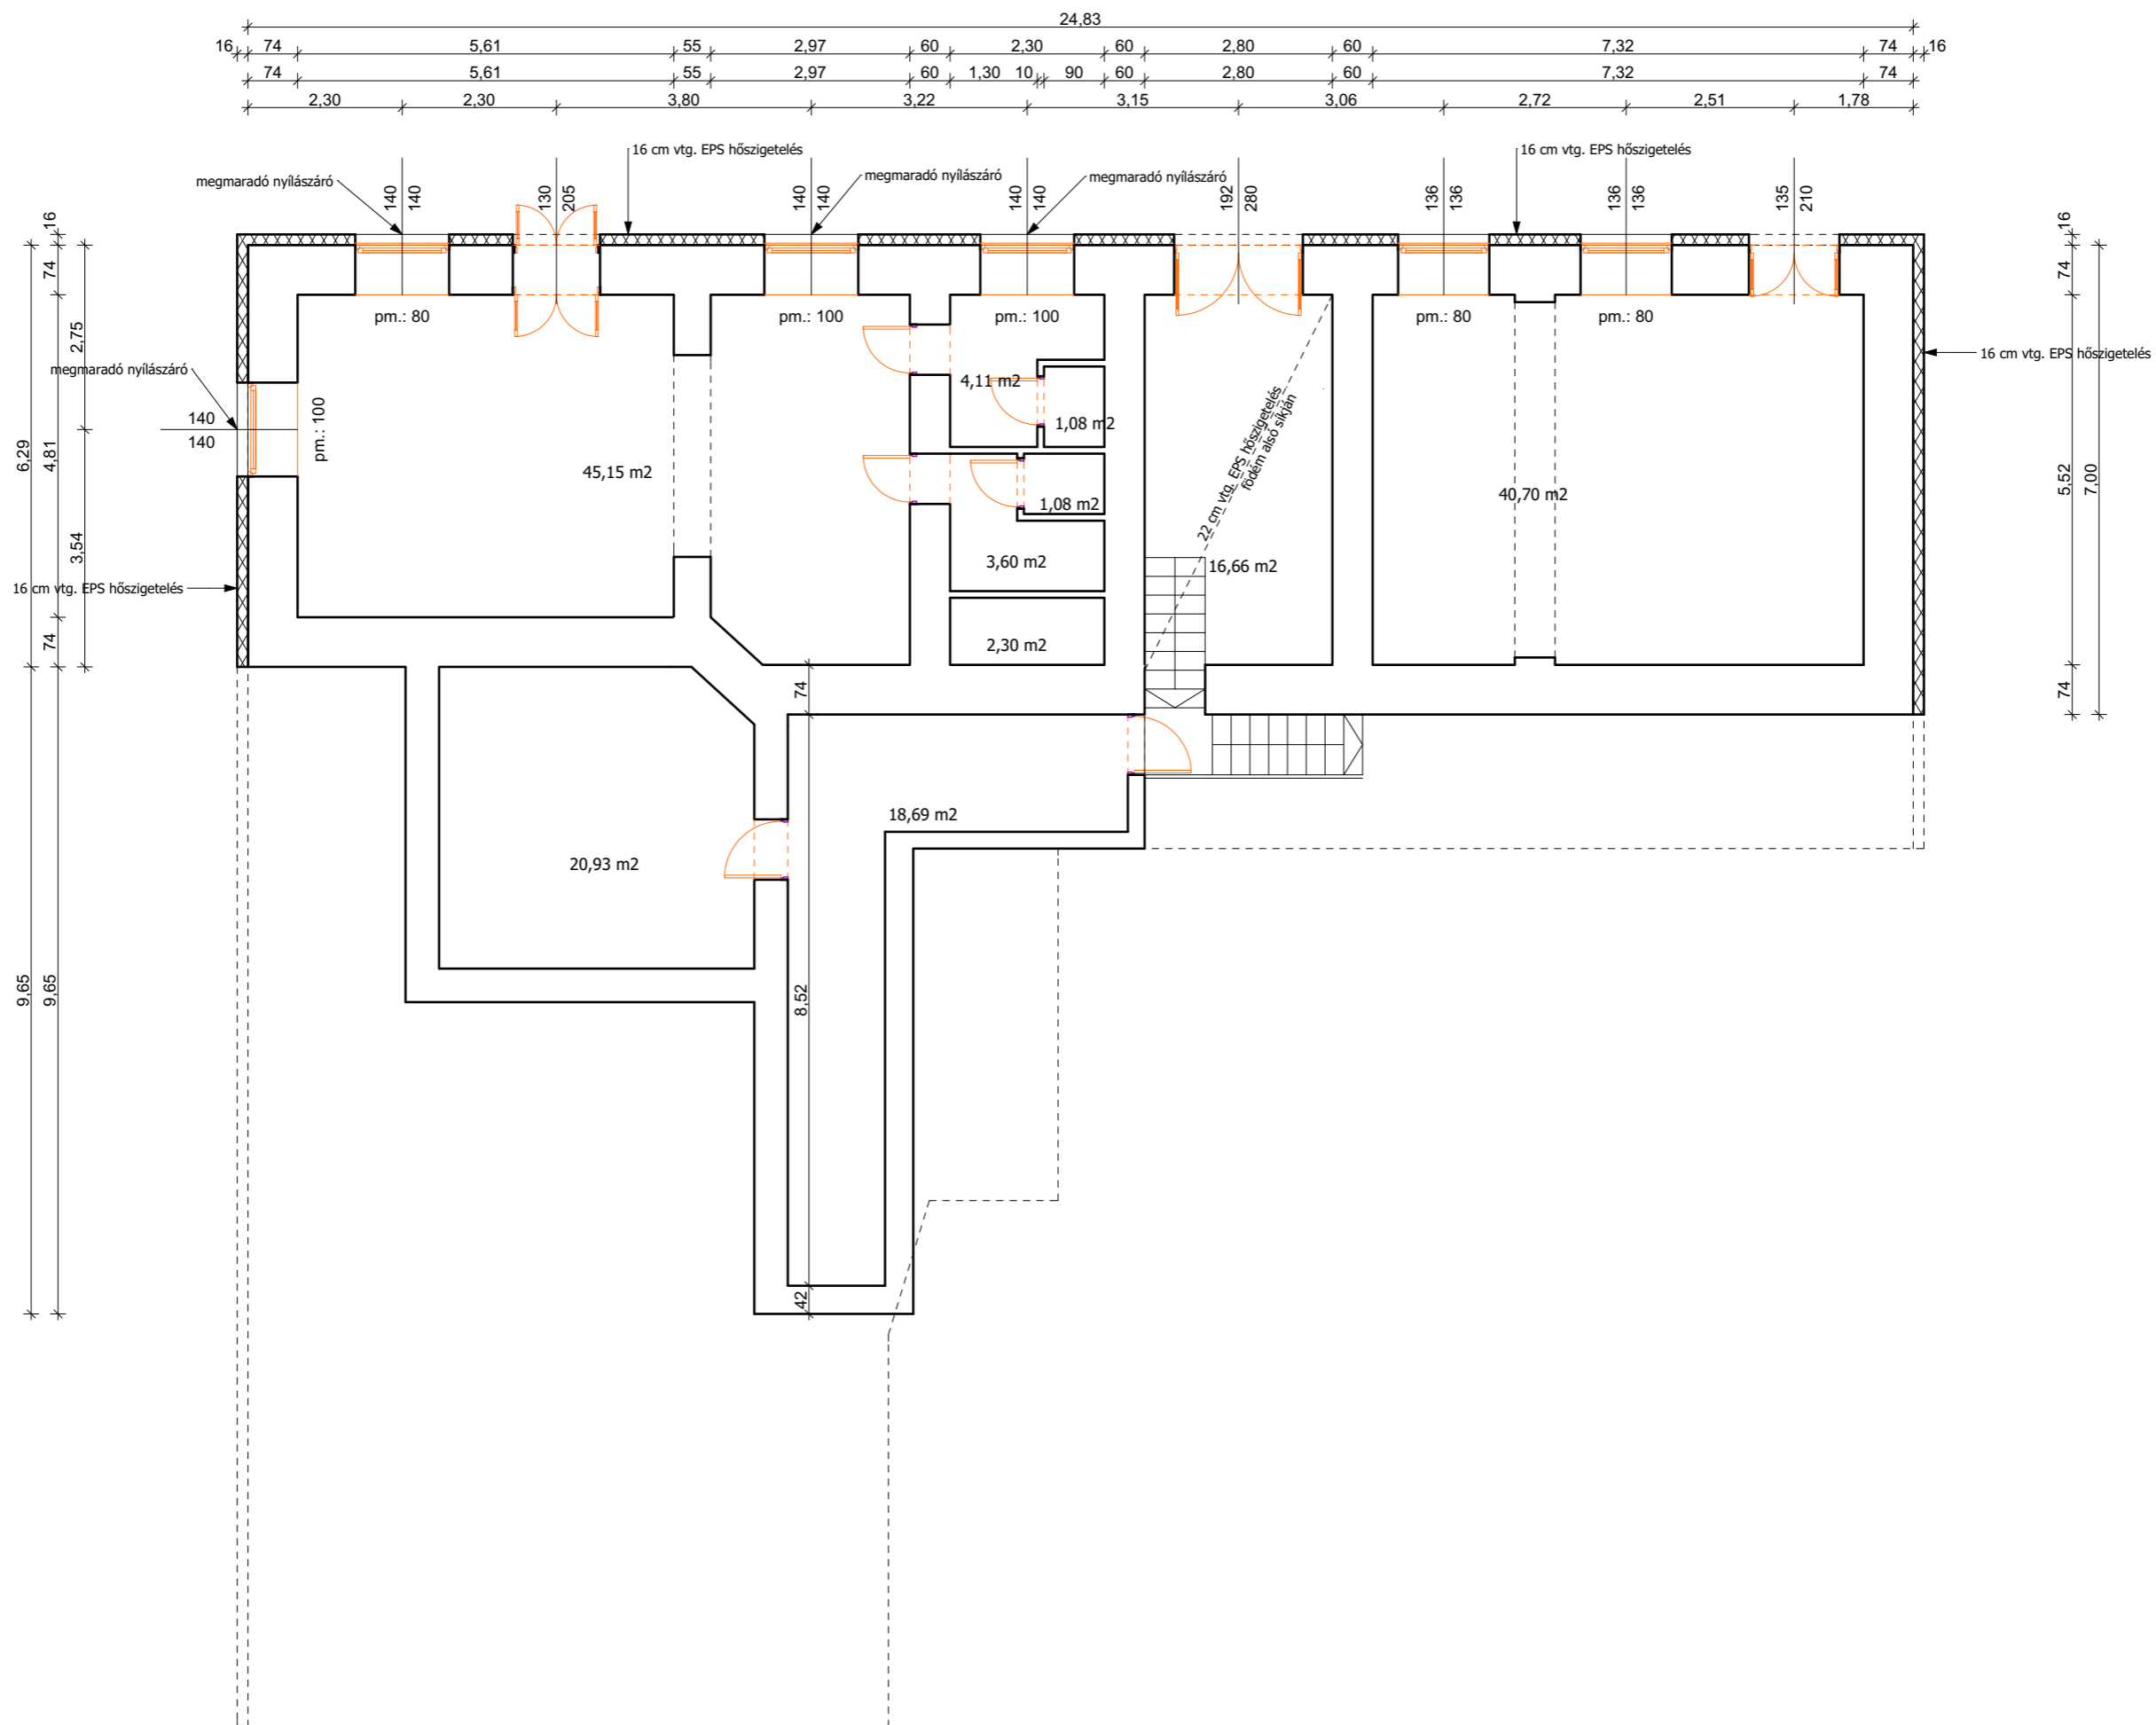 24,83
16 74 5,61 55 2,97 60 2,30 60 2,80 60 7,32 74 16
74 5,61 55 2,97 60 1,30 10 90 60 2,80 60 7,32 74
2,30 2,30 3,80 3,22 3,15 3,06 2,72 2,51 1,78
16 cm vtg. EPS hőszigetelés
16 cm vtg. EPS hőszigetelés
megmaradó nyílászáró
megmaradó nyílászáró
megmaradó nyílászáró
140 140
130 205
140 140
140 140
192 280
136 136
136 136
135 210
16
74
2,75
6,29
4,81
3,54
74
9,65
9,65
16
74
5,52
7,00
74
pm.: 80
pm.: 100
pm.: 100
pm.: 80
pm.: 80
16 cm vtg. EPS hőszigetelés
megmaradó nyílászáró
140
140
pm.: 100
4,11 m2
1,08 m2
22 cm vtg. EPS hőszigetelés
födém alsó síkján
45,15 m2
40,70 m2
1,08 m2
3,60 m2
16,66 m2
16 cm vtg. EPS hőszigetelés
2,30 m2
74
18,69 m2
20,93 m2
8,52
42